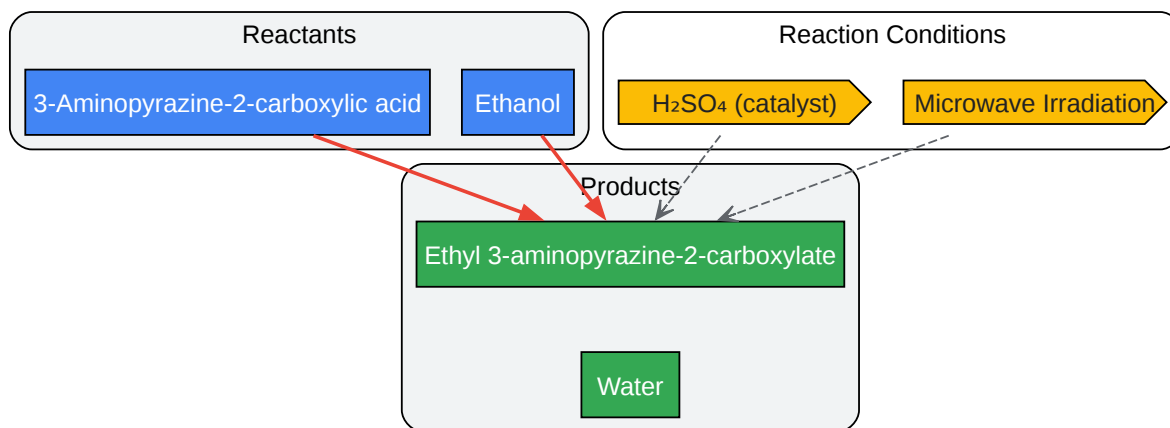 Reactants
Reaction Conditions
3-Aminopyrazine-2-carboxylic acid
Ethanol
H₂SO₄ (catalyst)
Microwave Irradiation
Products
Ethyl 3-aminopyrazine-2-carboxylate
Water